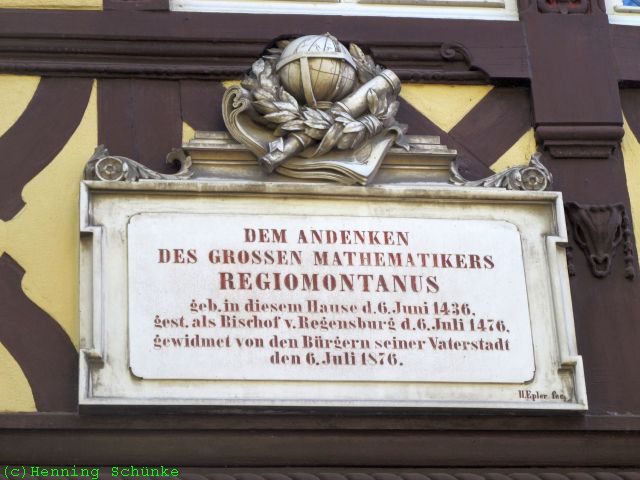 DEM ANDENKEN
DES GROSSEN MATHEMATIKERS
REGIOMONTANUS
geb. in diesem Hause d. 6. Juni 1436.
gest. als Bischof v. Regensburg d. 6. Juli 1476.
gewidmet von den Bürgern seiner Vaterstadt
den 6. Juli 1876.
H. Epler fec.
(c)Henning Schünke